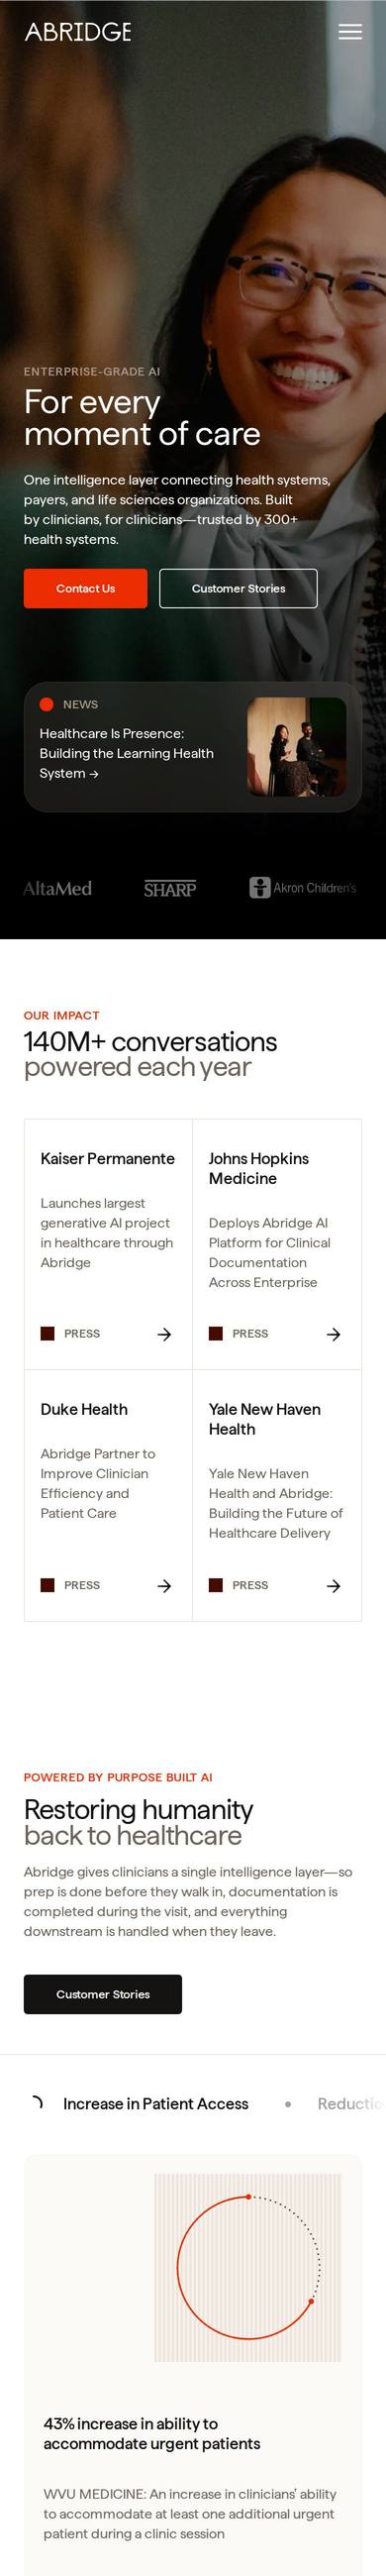 ABRIDGE
ENTERPRISE-GRADE AI
For every
moment of care
One intelligence layer connecting health systems,
payers, and life sciences organizations. Built
by clinicians, for clinicians—trusted by 300+
health systems.
Contact Us
Customer Stories
NEWS
Healthcare Is Presence:
Building the Learning Health
System →
AltaMed
SHARP
Akron Children's
OUR IMPACT
140M+ conversations
powered each year
Kaiser Permanente
Launches largest
generative AI project
in healthcare through
Abridge
PRESS
Johns Hopkins
Medicine
Deploys Abridge AI
Platform for Clinical
Documentation
Across Enterprise
PRESS
Duke Health
Abridge Partner to
Improve Clinician
Efficiency and
Patient Care
PRESS
Yale New Haven
Health
Yale New Haven
Health and Abridge:
Building the Future of
Healthcare Delivery
PRESS
POWERED BY PURPOSE BUILT AI
Restoring humanity
back to healthcare
Abridge gives clinicians a single intelligence layer—so
prep is done before they walk in, documentation is
completed during the visit, and everything
downstream is handled when they leave.
Customer Stories
Increase in Patient Access
• Reductio
43% increase in ability to
accommodate urgent patients
WVU MEDICINE: An increase in clinicians' ability
to accommodate at least one additional urgent
patient during a clinic session